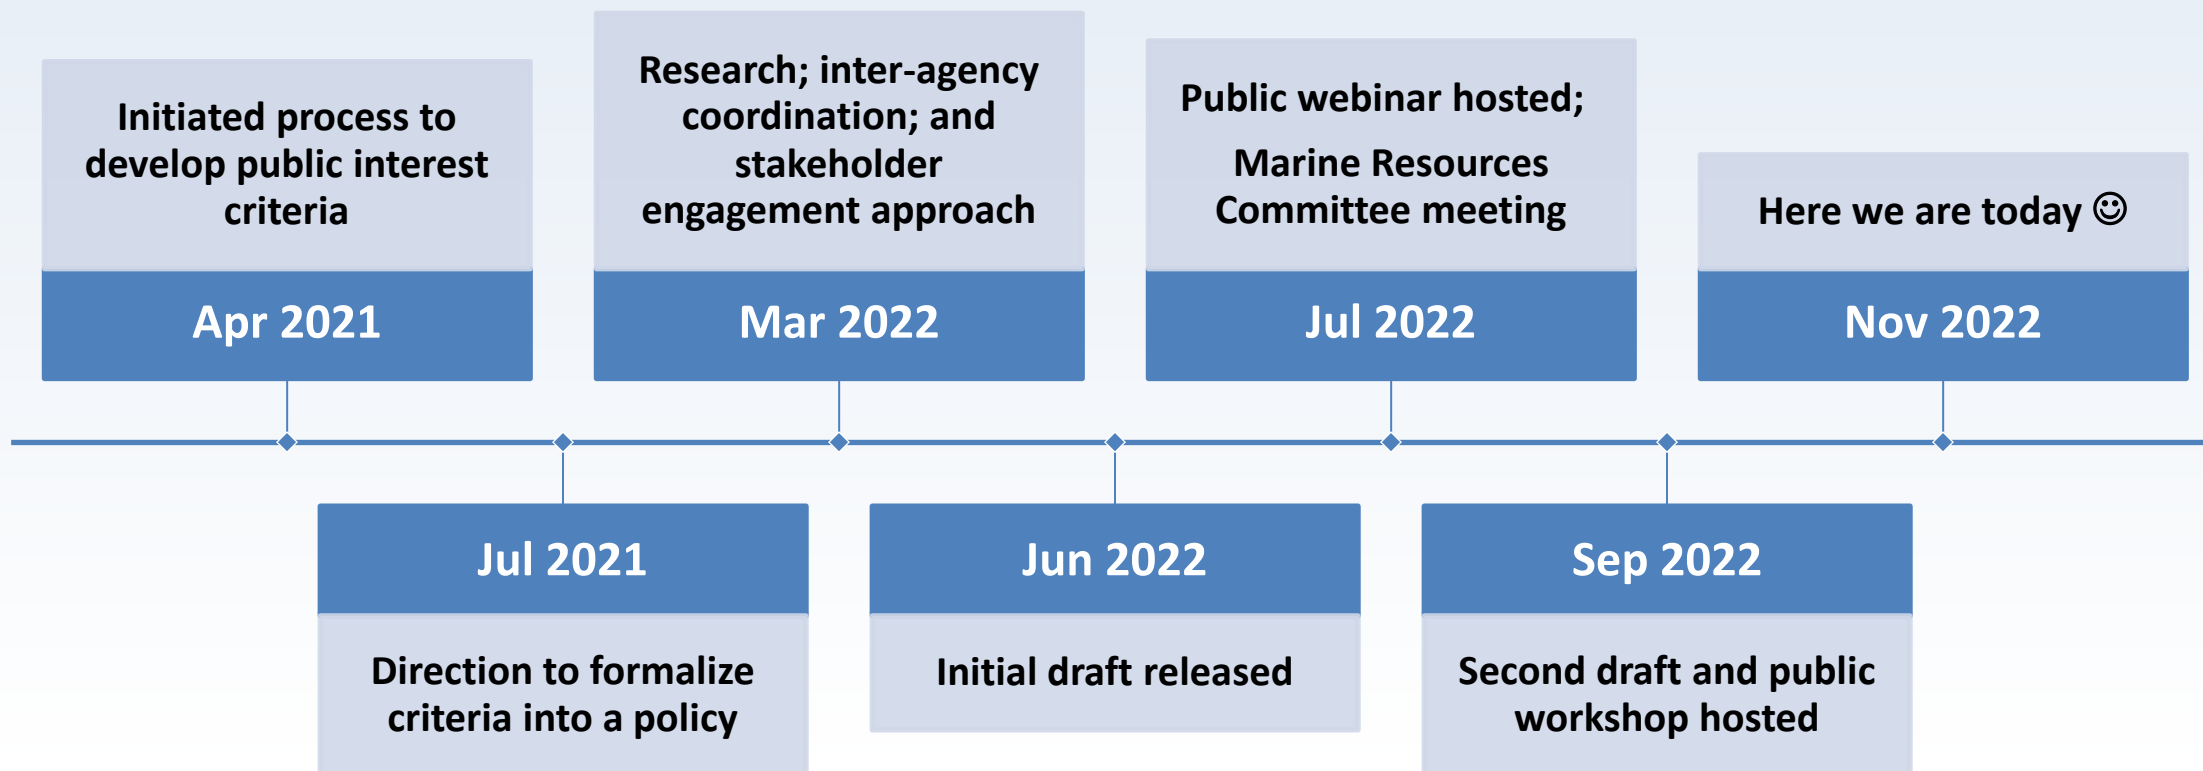 Initiated process to
develop public interest
criteria
Apr 2021
Jul 2021
Direction to formalize
criteria into a policy
Research; inter-agency
coordination; and
stakeholder
engagement approach
Mar 2022
Jun 2022
Initial draft released
Public webinar hosted;
Marine Resources
Committee meeting
Jul 2022
Sep 2022
Second draft and public
workshop hosted
Here we are today ☺
Nov 2022